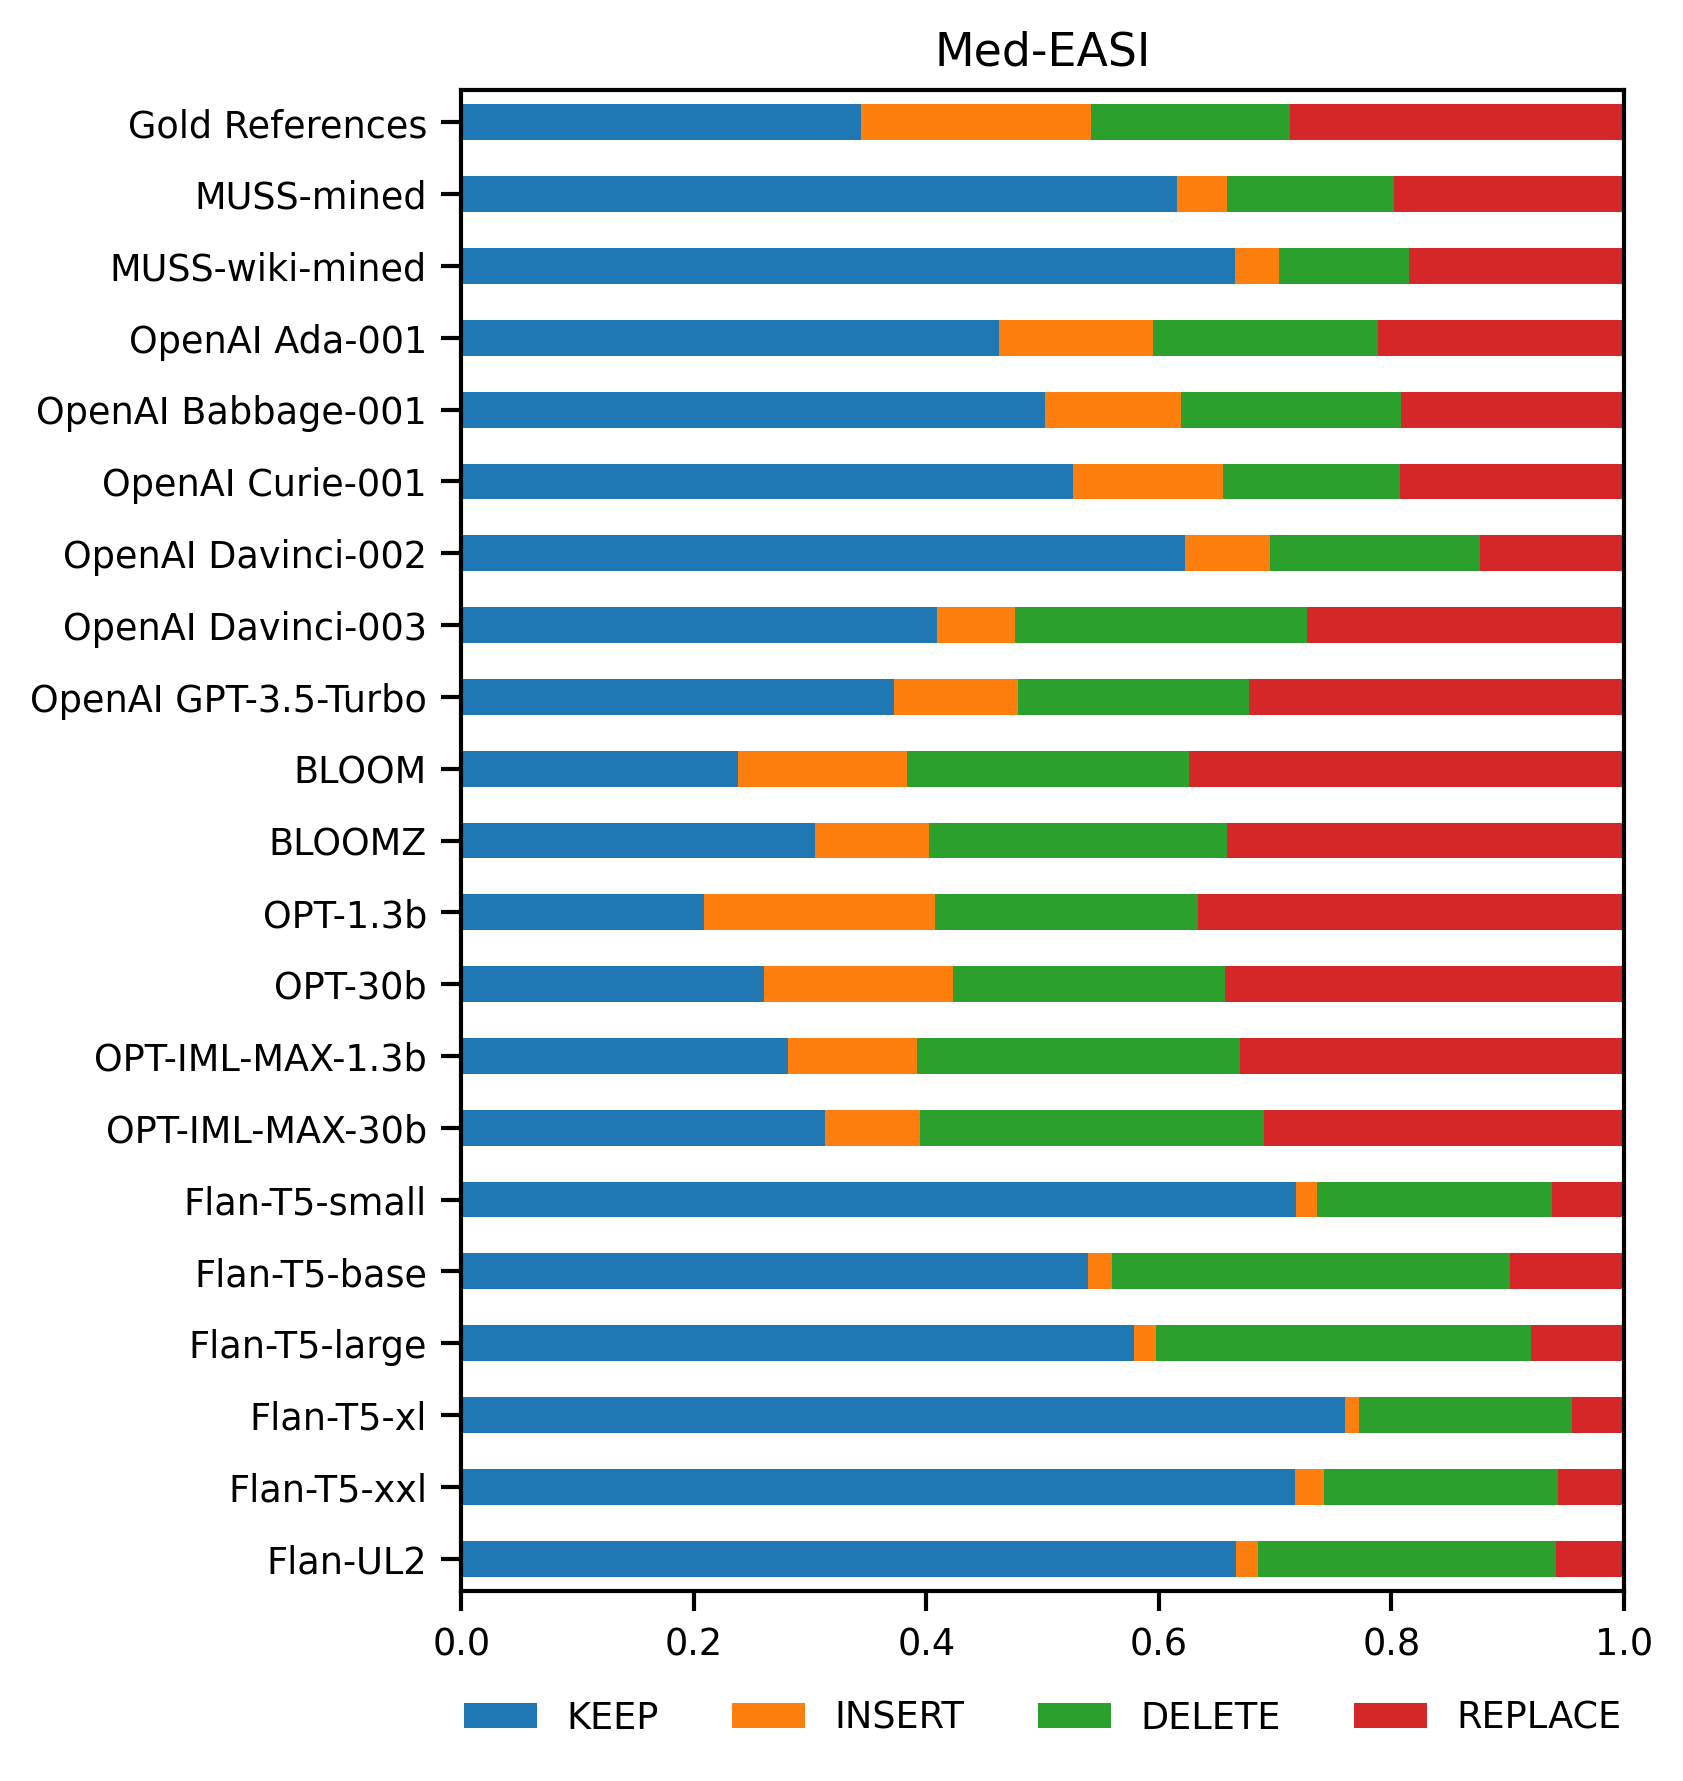 Med-EASI
Gold References
MUSS-mined
MUSS-wiki-mined
OpenAI Ada-001
OpenAI Babbage-001
OpenAI Curie-001
OpenAI Davinci-002
OpenAI Davinci-003
OpenAI GPT-3.5-Turbo
BLOOM
BLOOMZ
OPT-1.3b
OPT-30b
OPT-IML-MAX-1.3b
OPT-IML-MAX-30b
Flan-T5-small
Flan-T5-base
Flan-T5-large
Flan-T5-xl
Flan-T5-xxl
Flan-UL2
0.0 0.2 0.4 0.6 0.8 1.0
KEEP INSERT DELETE REPLACE